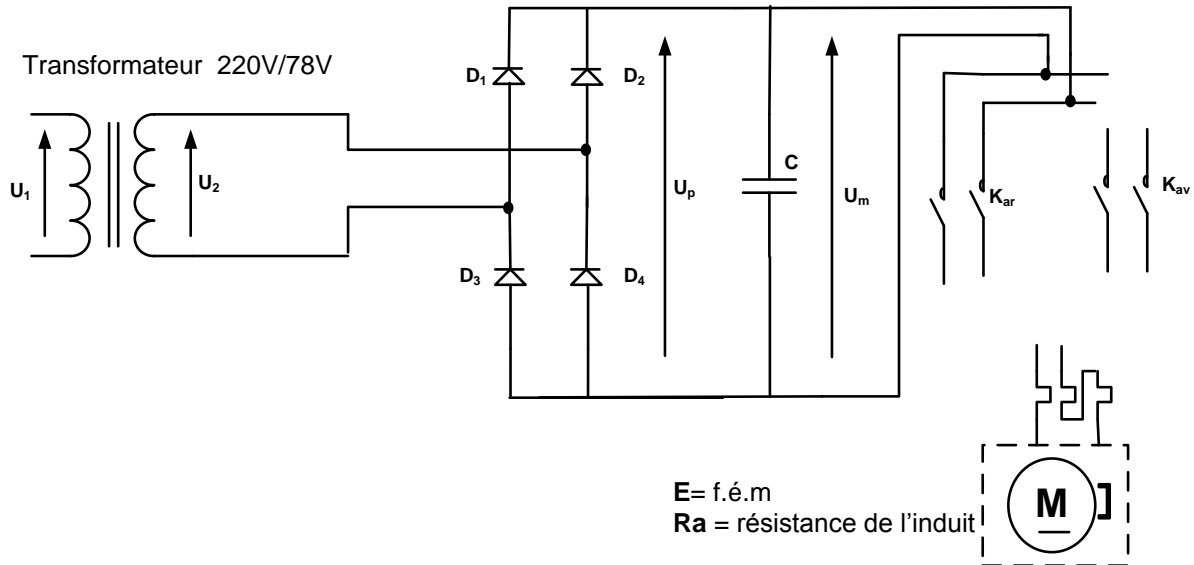 Transformateur 220V/78V
U1
U2
D1
D2
D3
D4
Up
C
Um
Kar
Kav
M
E= f.é.m
Ra = résistance de l'induit